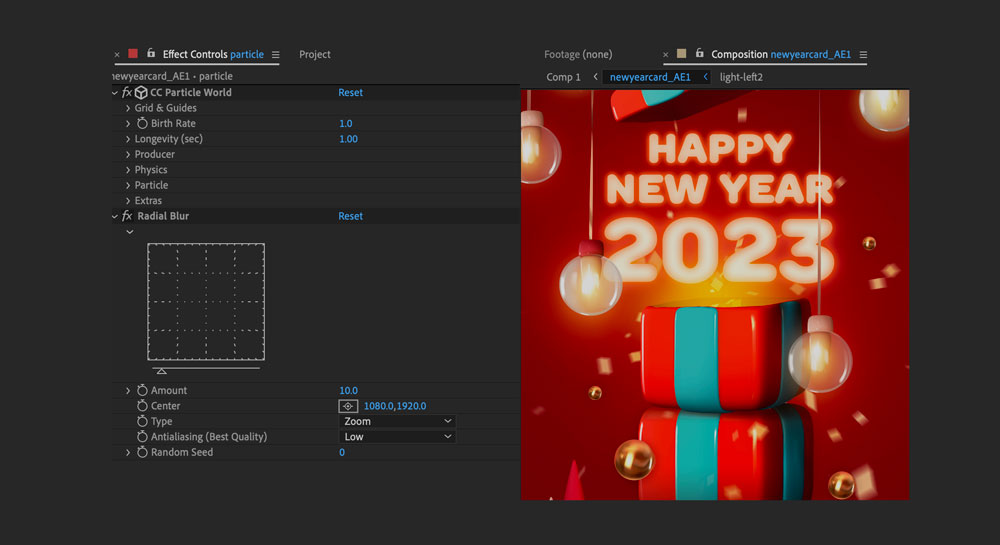 × Effect Controls particle ≡ Project
newyearcard_AE1 • particle
fx CC Particle World Reset
Grid & Guides
Birth Rate 1.0
Longevity (sec) 1.00
Producer
Physics
Particle
Extras
fx Radial Blur Reset
Amount 10.0
Center 1080.0,1920.0
Type Zoom
Antialiasing (Best Quality) Low
Random Seed 0
Footage (none) × Composition newyearcard_AE1 ≡
Comp 1 < newyearcard_AE1 < light-left2
HAPPY
NEW YEAR
2023